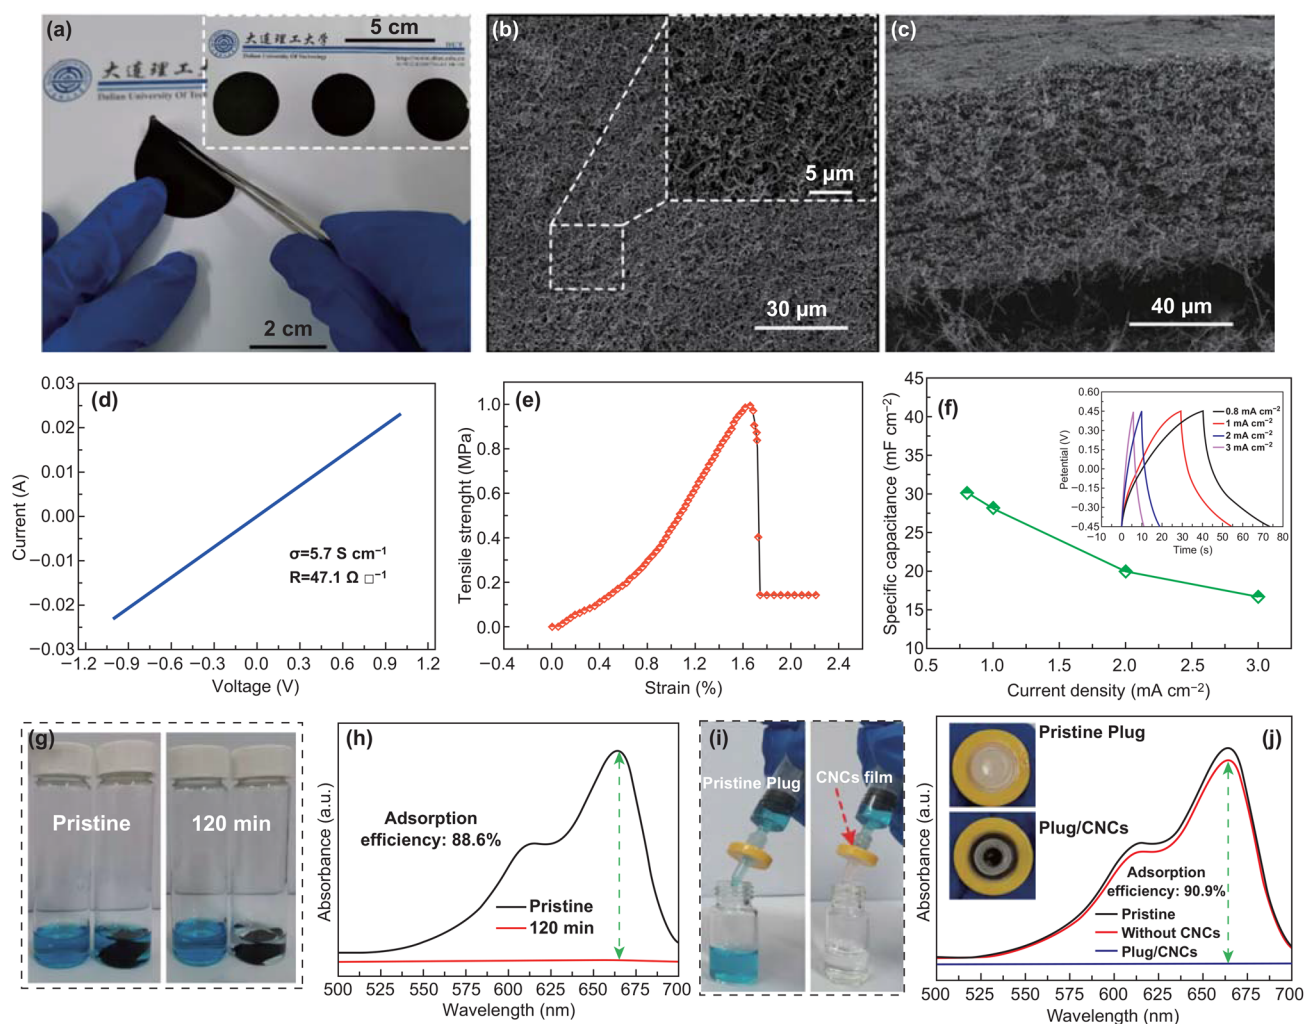 (a)
5 cm
大连理工大学
Dalian University of Technology
大连理工
Dalian University Of Tec
2 cm
(b)
5 μm
30 μm
(c)
40 μm
(d)
0.03
0.02
0.01
0.00
−0.01
−0.02
−0.03
Current (A)
σ=5.7 S cm⁻¹
R=47.1 Ω □⁻¹
−1.2 −0.9 −0.6 −0.3 0.0 0.3 0.6 0.9 1.2
Voltage (V)
(e)
1.0
0.8
0.6
0.4
0.2
0.0
Tensile strenght (MPa)
−0.4 0.0 0.4 0.8 1.2 1.6 2.0 2.4
Strain (%)
(f)
45
40
35
30
25
20
15
10
Specific capacitance (mF cm⁻²)
0.5 1.0 1.5 2.0 2.5 3.0
Current density (mA cm⁻²)
0.60
0.45
0.30
0.15
0.00
−0.15
−0.30
−0.45
Petential (V)
0.8 mA cm⁻²
1 mA cm⁻²
2 mA cm⁻²
3 mA cm⁻²
−10 0 10 20 30 40 50 60 70 80
Time (s)
(g)
Pristine
120 min
(h)
Adsorption
efficiency: 88.6%
Pristine
120 min
Absorbance (a.u.)
500 525 550 575 600 625 650 675 700
Wavelength (nm)
(i)
Pristine Plug
CNCs film
(j)
Pristine Plug
Plug/CNCs
Adsorption
efficiency: 90.9%
Pristine
Without CNCs
Plug/CNCs
Absorbance (a.u.)
500 525 550 575 600 625 650 675 700
Wavelength (nm)